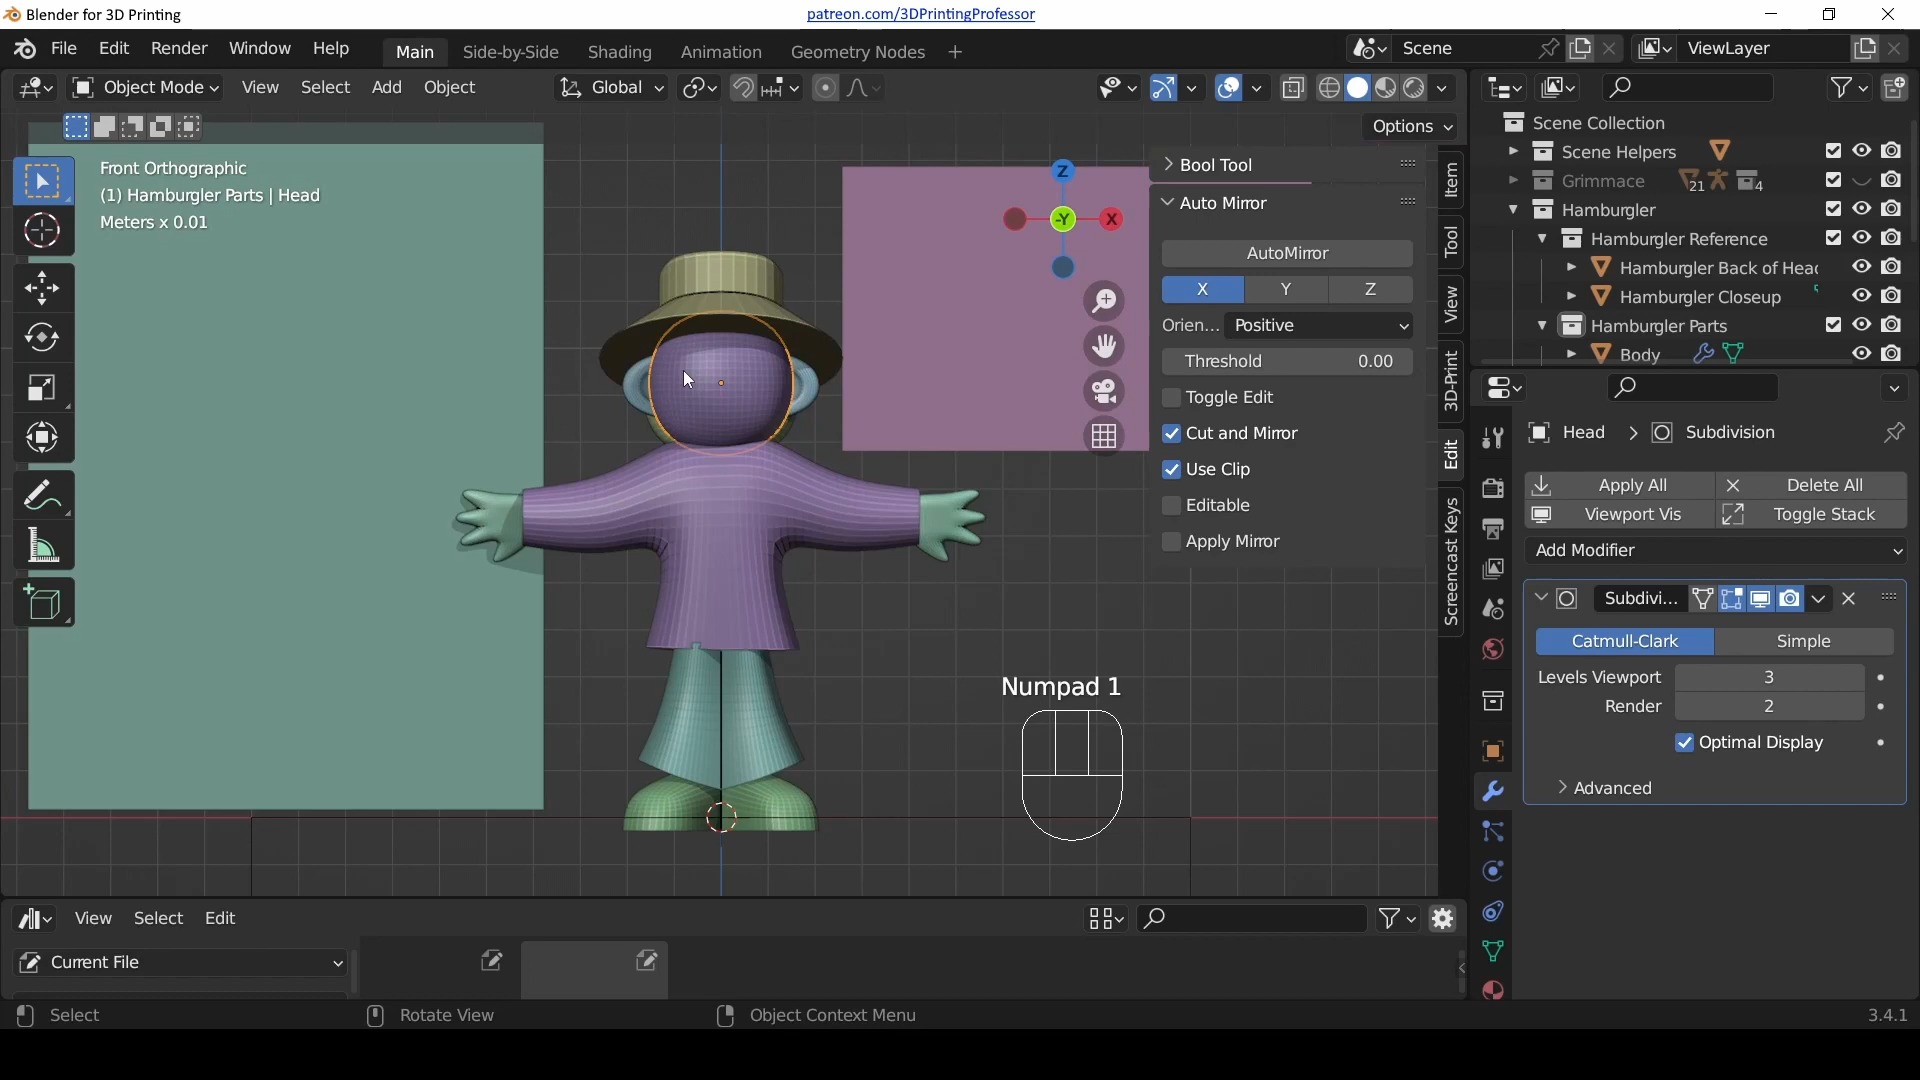 Blender for 3D Printing
patreon.com/3DPrintingProfessor
File Edit Render Window Help
Main Side-by-Side Shading Animation Geometry Nodes +
Scene
ViewLayer
Object Mode View Select Add Object
Global
Options
Front Orthographic
(1) Hamburgler Parts | Head
Meters x 0.01
Z
-Y
X
Bool Tool
Auto Mirror
AutoMirror
X Y Z
Orien... Positive
Threshold 0.00
Toggle Edit
Cut and Mirror
Use Clip
Editable
Apply Mirror
Item
Tool
View
3D-Print
Edit
Screencast Keys
Numpad 1
Scene Collection
Scene Helpers
Grimmace 21 4
Hamburgler
Hamburgler Reference
Hamburgler Back of Head
Hamburgler Closeup
Hamburgler Parts
Body
Head > Subdivision
Apply All Delete All
Viewport Vis Toggle Stack
Add Modifier
Subdivi...
Catmull-Clark Simple
Levels Viewport 3
Render 2
Optimal Display
Advanced
View Select Edit
Current File
Select Rotate View Object Context Menu 3.4.1